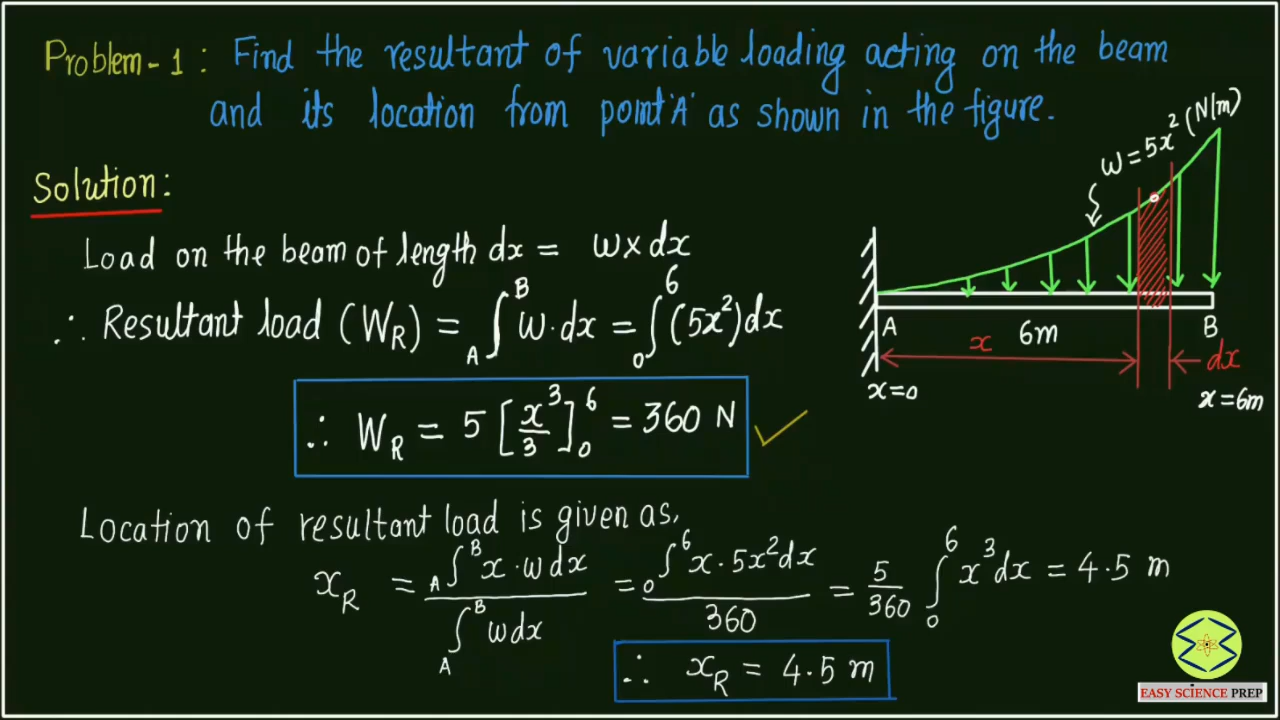 Problem-1: Find the resultant of variable loading acting on the beam
and its location from point 'A' as shown in the figure.
Solution:
Load on the beam of length dx = w×dx
∴ Resultant load (W_R) = _A∫^B w·dx = _0∫^6 (5x²)dx
∴ W_R = 5 [x³/3]_0^6 = 360 N
w=5x² (N/m)
A
6m
B
x
dx
x=0
x=6m
Location of resultant load is given as,
x_R = _A∫^B x·w dx / _A∫^B w dx = _0∫^6 x·5x²dx / 360 = 5/360 _0∫^6 x³dx = 4.5 m
∴ x_R = 4.5 m
EASY SCIENCE PREP